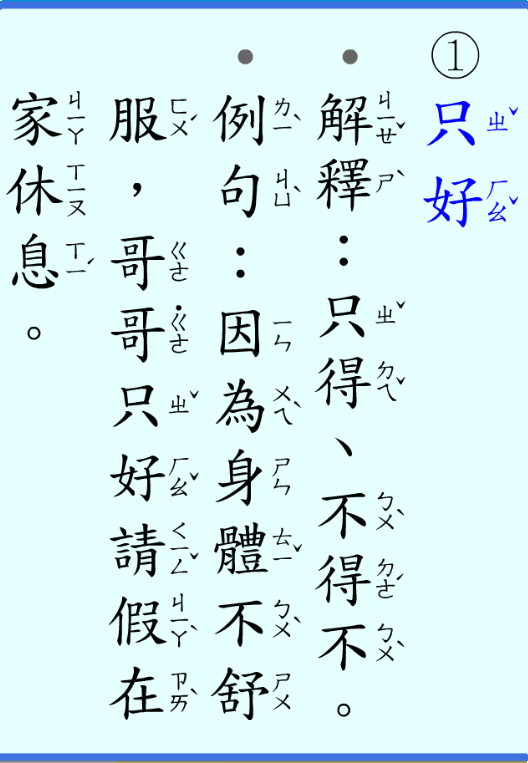 ①只好
解釋：只得、不得不。
例句：因為身體不舒
服，哥哥只好請假在
家休息。